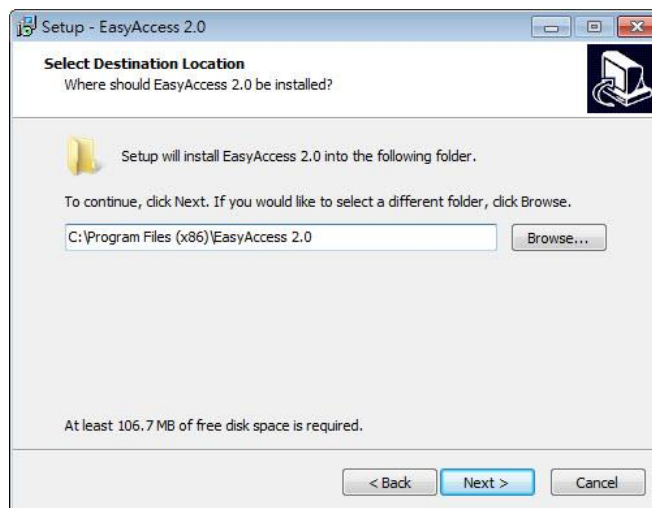 Setup - EasyAccess 2.0
Select Destination Location
Where should EasyAccess 2.0 be installed?
Setup will install EasyAccess 2.0 into the following folder.
To continue, click Next. If you would like to select a different folder, click Browse.
C:\Program Files (x86)\EasyAccess 2.0
Browse...
At least 106.7 MB of free disk space is required.
< Back
Next >
Cancel